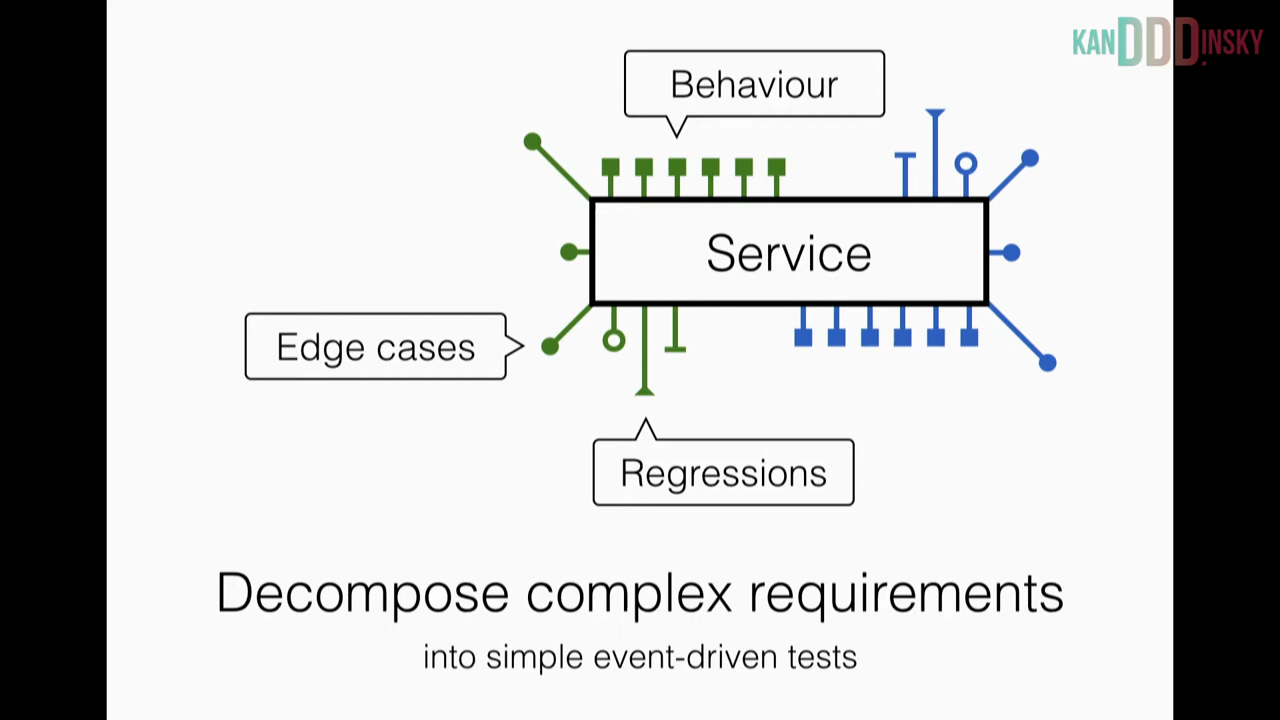 KANDDDINSKY
Behaviour
Service
Edge cases
Regressions
Decompose complex requirements
into simple event-driven tests